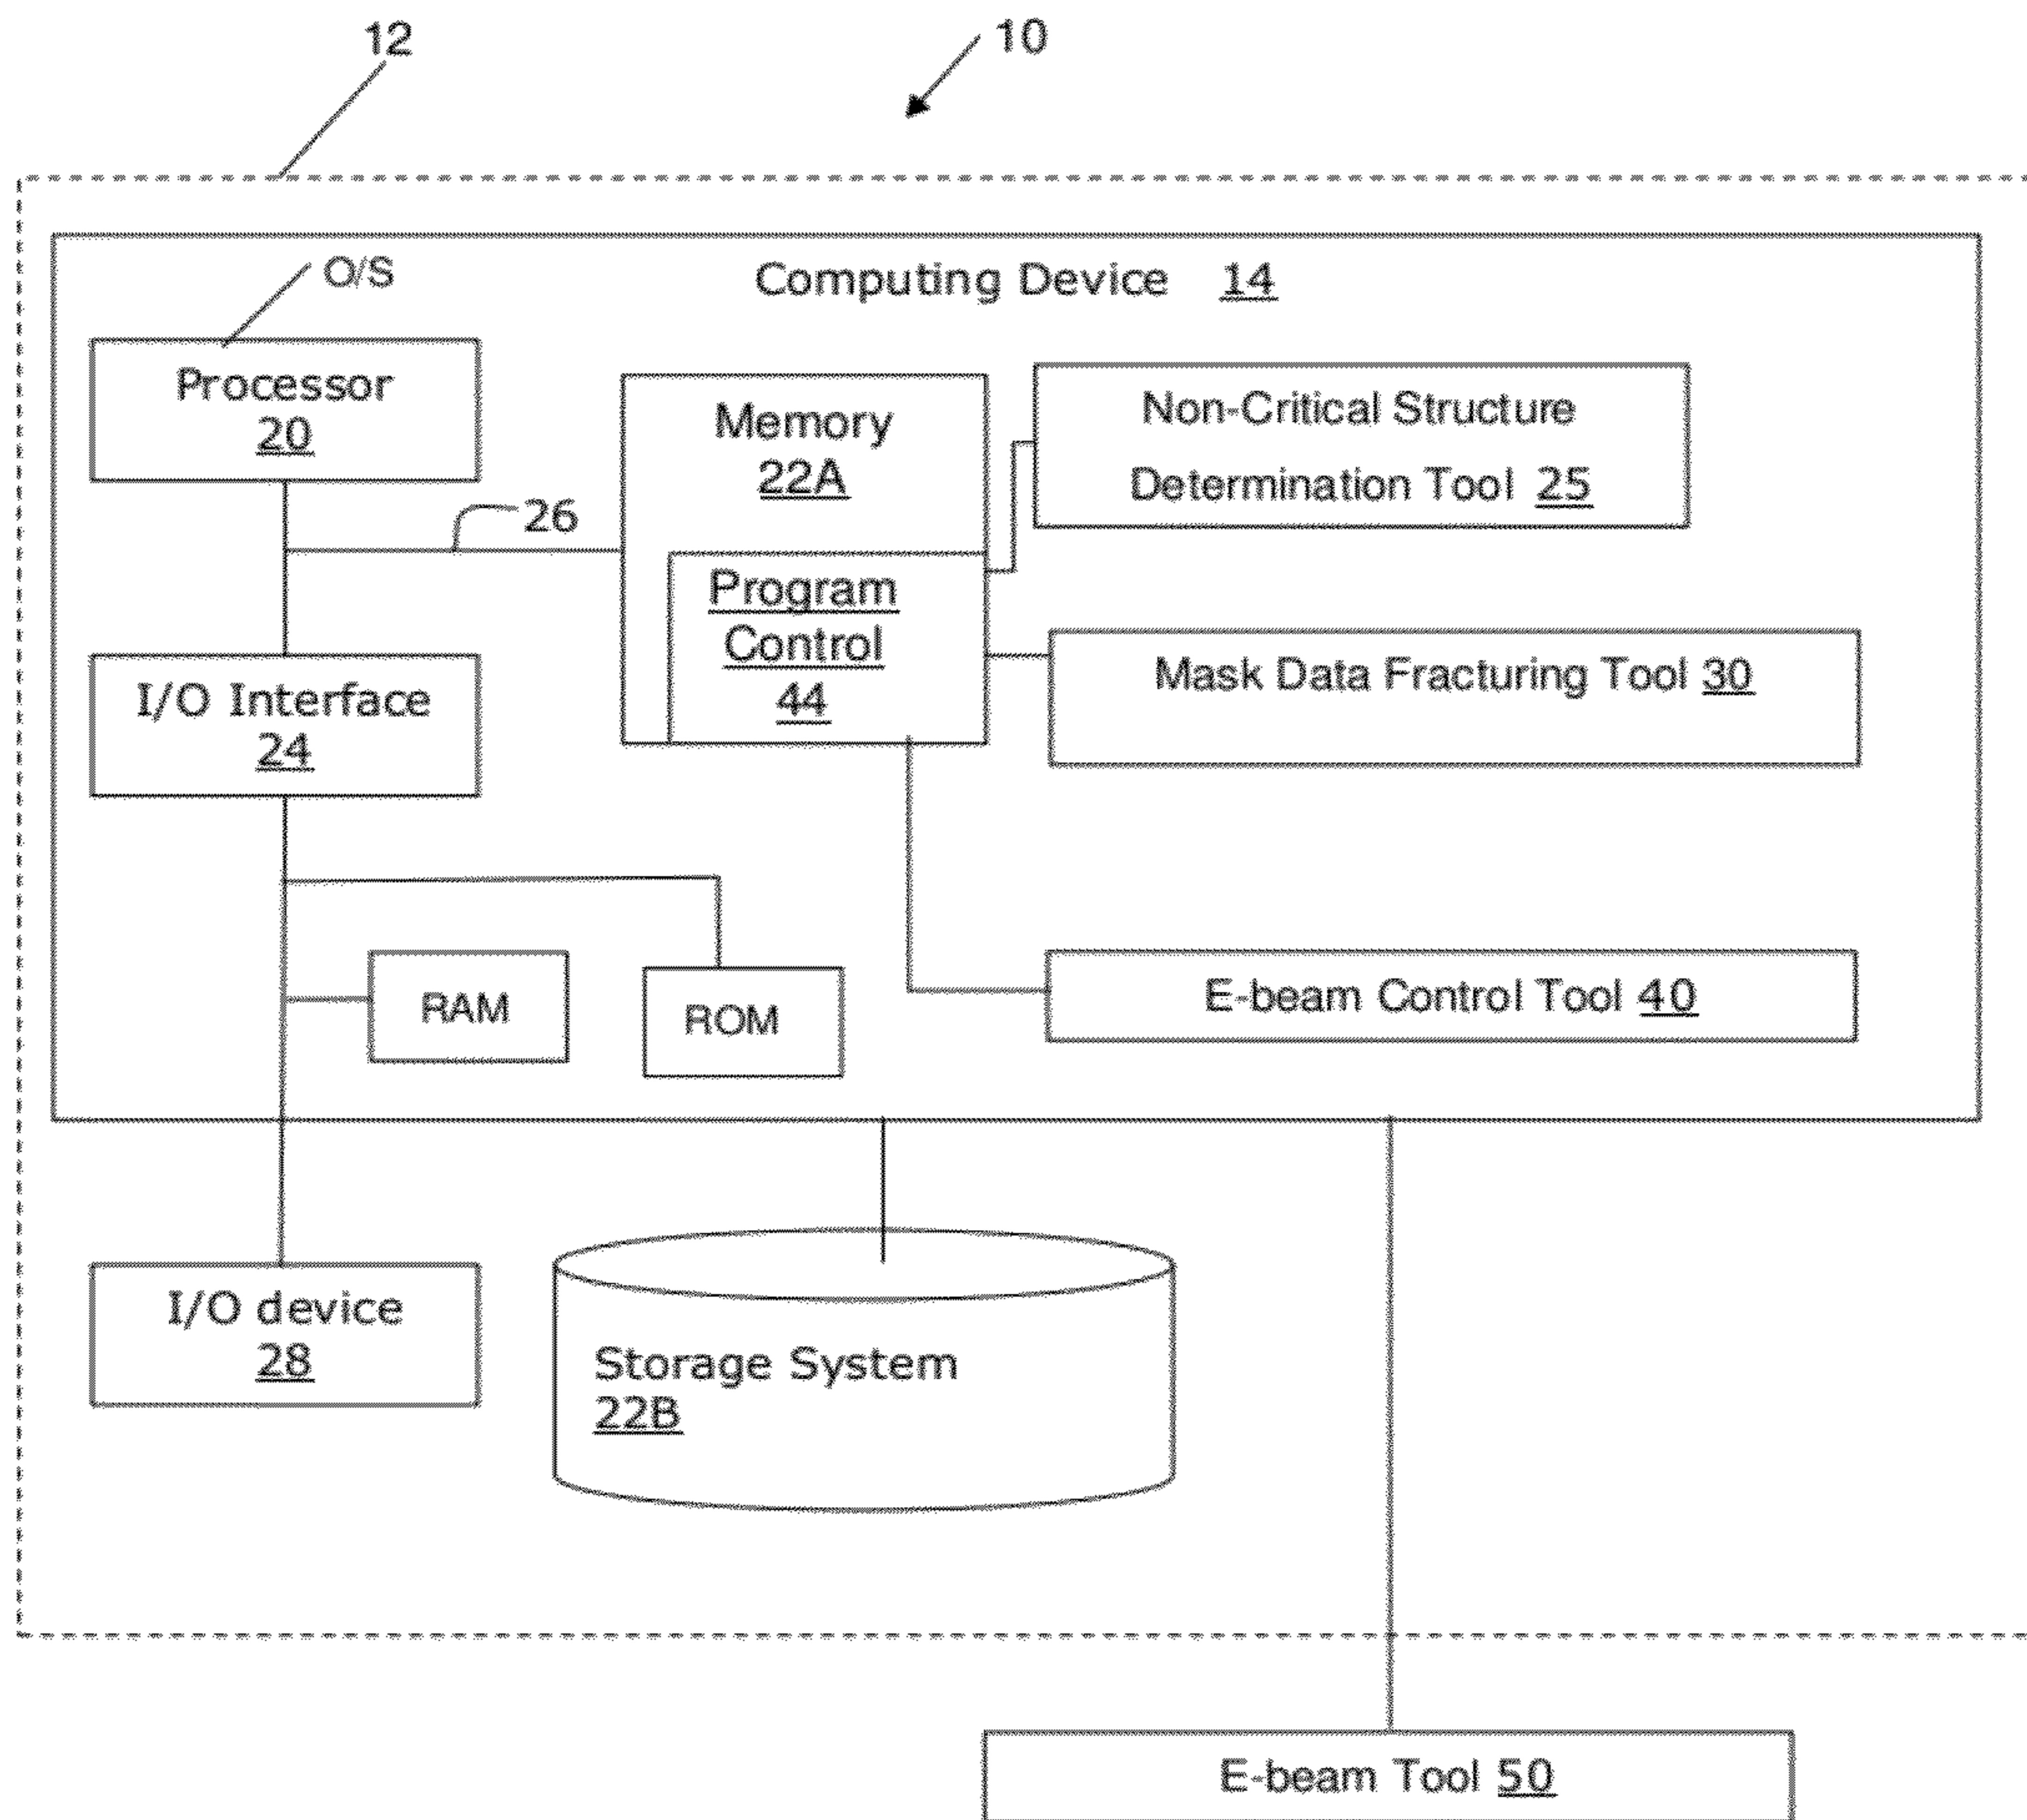 12
10
O/S
Computing Device 14
Processor
20
Memory
22A
Non-Critical Structure
Determination Tool 25
26
Program
Control
44
Mask Data Fracturing Tool 30
I/O Interface
24
RAM
ROM
E-beam Control Tool 40
I/O device
28
Storage System
22B
E-beam Tool 50